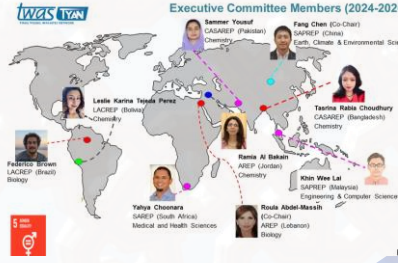 twas TYAN
Executive Committee Members (2024-202
Sammer Yousuf
CASAREP (Pakistan)
Chemistry
Fang Chen (Co-Chair)
SAPREP (China)
Earth, Climate & Environmental Scie
Leslie Karina Tejeda Perez
LACREP (Bolivia)
Chemistry
Tasrina Rabia Choudhury
CASAREP (Bangladesh)
Chemistry
Federico Brown
LACREP (Brazil)
Biology
Ramia Al Bakain
AREP (Jordan)
Chemistry
Khin Wee Lai
SAPREP (Malaysia)
Engineering & Computer Science
Yahya Choonara
SAREP (South Africa)
Medical and Health Sciences
Roula Abdel-Massih
(Co-Chair)
AREP (Lebanon)
Biology
5